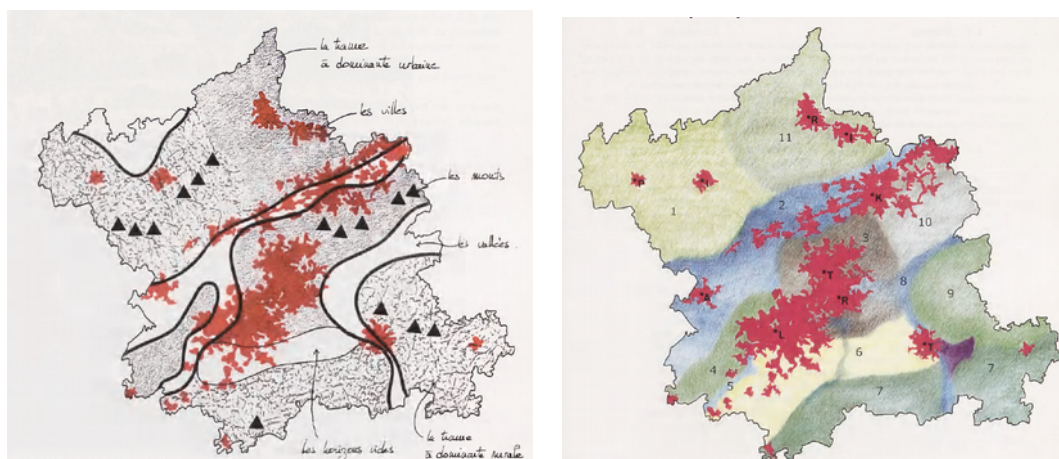 la trame
à dominante urbaine
les villes
les monts
les vallées
les horizons vides
la trame
à dominante rurale
R
11
1
2
K
10
3
T
8
R
9
A
L
6
T
4
5
7
7